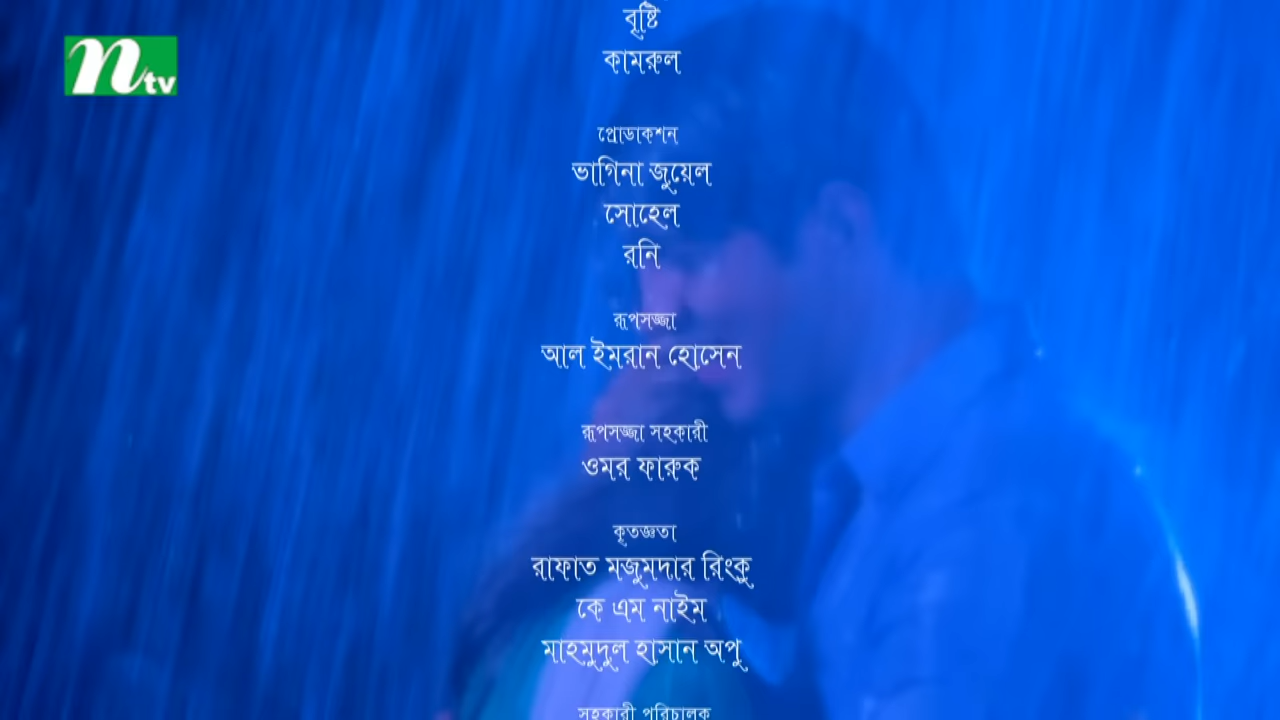 বৃষ্টি
ntv
কামরুল
প্রোডাকশন
ভাগিনা জুয়েল
সোহেল
রনি
রূপসজ্জা
আল ইমরান হোসেন
রূপসজ্জা সহকারী
ওমর ফারুক
কৃতজ্ঞতা
রাফাত মজুমদার রিংকু
কে এম নাইম
মাহমুদুল হাসান অপু
সহকারী পরিচালক